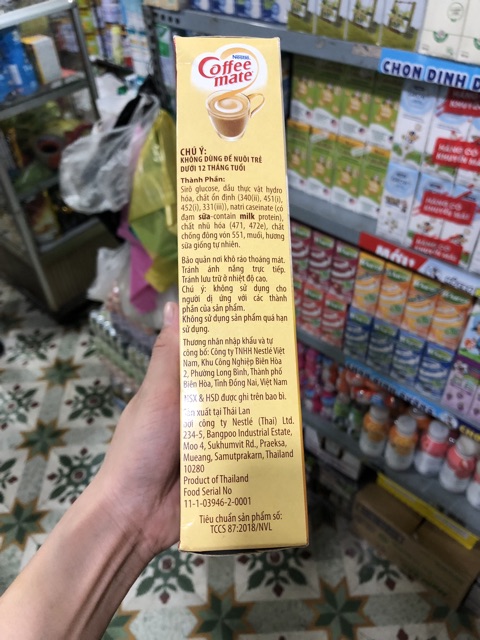 Nestlé
Coffee
mate
CHÚ Ý:
KHÔNG DÙNG ĐỂ NUÔI TRẺ
DƯỚI 12 THÁNG TUỔI
Thành Phần:
Sirô glucose, dầu thực vật hydro
hóa, chất ổn định (340(ii), 451(i),
452(i), 331(iii)), natri caseinate (có
đạm sữa-contain milk protein),
chất nhũ hóa (471, 472e), chất
chống đông vón 551, muối, hương
sữa giống tự nhiên.
Bảo quản nơi khô ráo thoáng mát.
Tránh ánh nắng trực tiếp.
Tránh lưu trữ ở nhiệt độ cao.
Chú ý: không sử dụng cho
người dị ứng với các thành
phần của sản phẩm.
Không sử dụng sản phẩm quá hạn
sử dụng.
Thương nhân nhập khẩu và tự
công bố: Công ty TNHH Nestlé Việt
Nam, Khu Công Nghiệp Biên Hòa
2, Phường Long Bình, Thành phố
Biên Hòa, Tỉnh Đồng Nai, Việt Nam
NSX & HSD được ghi trên bao bì.
Sản xuất tại Thái Lan
bởi công ty Nestlé (Thai) Ltd.
234-5, Bangpoo Industrial Estate,
Moo 4, Sukhumvit Rd., Praeksa,
Mueang, Samutprakarn, Thailand
10280
Product of Thailand
Food Serial No
11-1-03946-2-0001
Tiêu chuẩn sản phẩm số:
TCCS 87:2018/NVL
CHỌN DINH
HÀNG CÓ
KHUYẾN MÃI